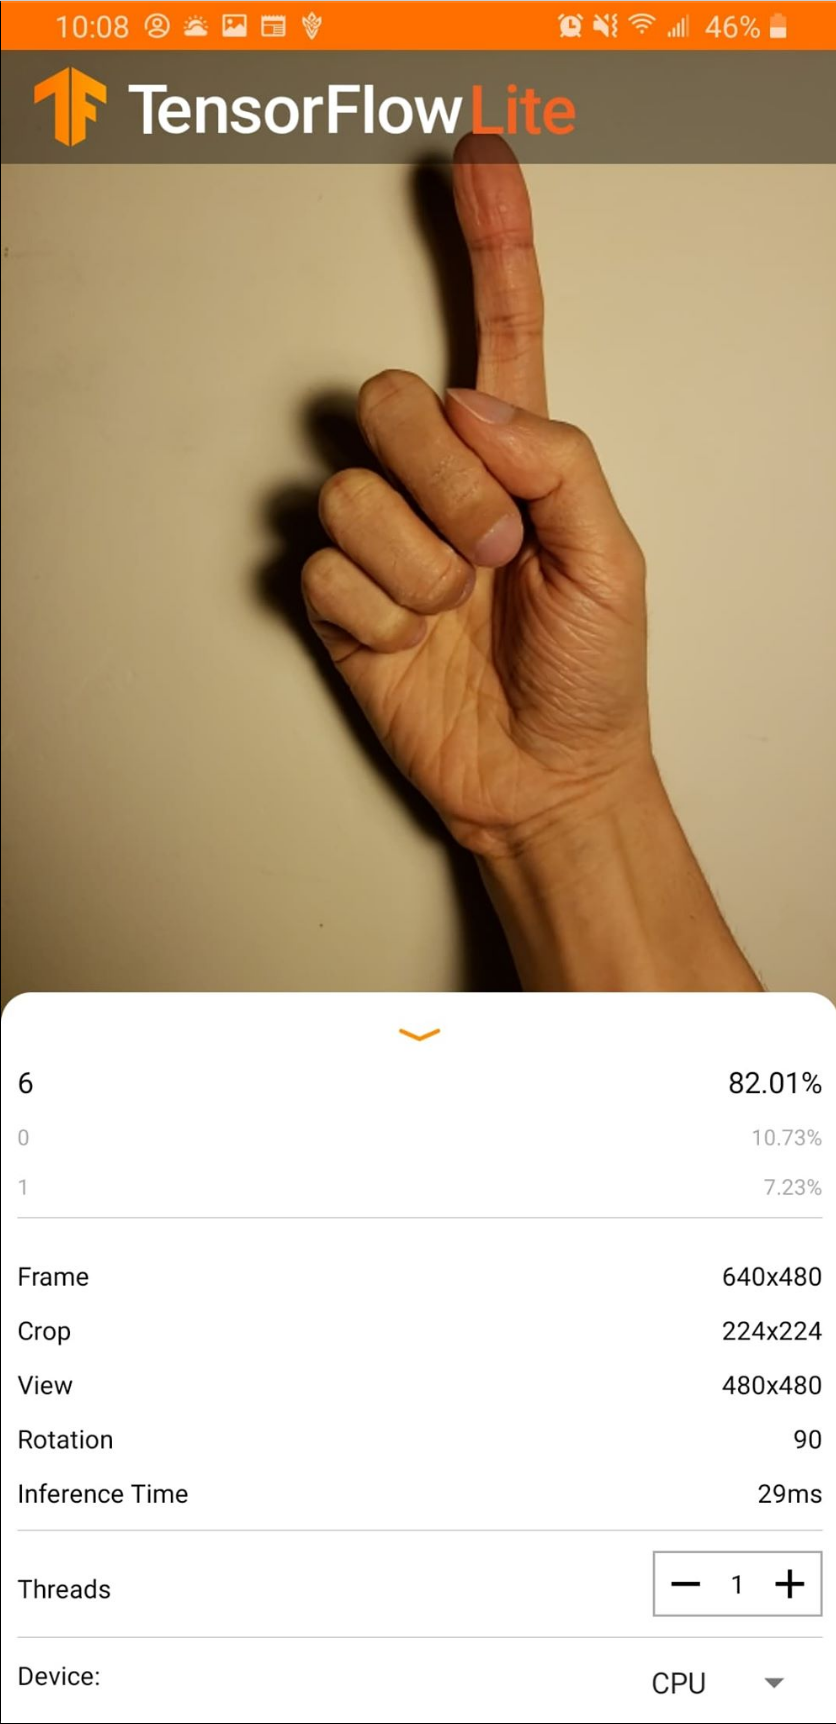 10:08 46%
TensorFlow Lite
6 82.01%
0 10.73%
1 7.23%
Frame 640x480
Crop 224x224
View 480x480
Rotation 90
Inference Time 29ms
Threads 1
Device: CPU